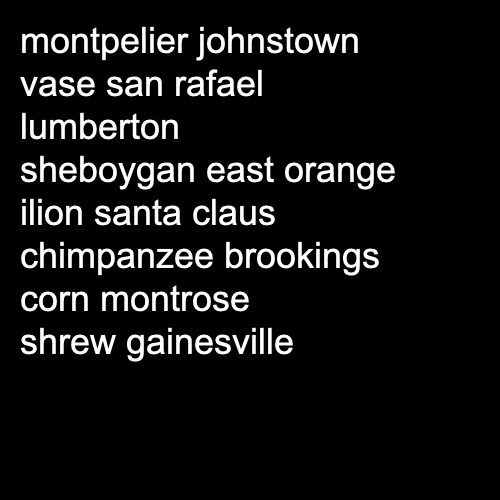 montpelier johnstown
vase san rafael
lumberton
sheboygan east orange
ilion santa claus
chimpanzee brookings
corn montrose
shrew gainesville